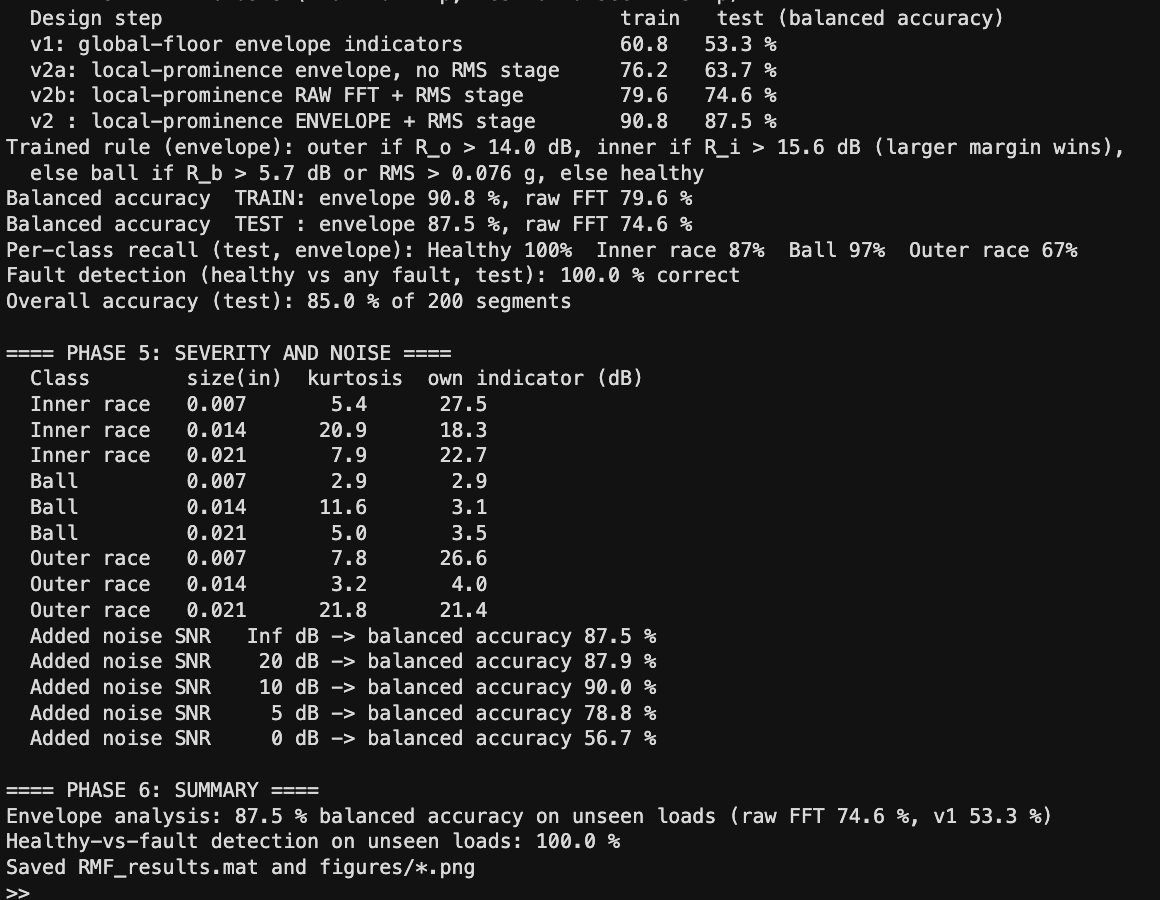 Design step train test (balanced accuracy)
v1: global-floor envelope indicators 60.8 53.3 %
v2a: local-prominence envelope, no RMS stage 76.2 63.7 %
v2b: local-prominence RAW FFT + RMS stage 79.6 74.6 %
v2 : local-prominence ENVELOPE + RMS stage 90.8 87.5 %
Trained rule (envelope): outer if R_o > 14.0 dB, inner if R_i > 15.6 dB (larger margin wins),
else ball if R_b > 5.7 dB or RMS > 0.076 g, else healthy
Balanced accuracy TRAIN: envelope 90.8 %, raw FFT 79.6 %
Balanced accuracy TEST : envelope 87.5 %, raw FFT 74.6 %
Per-class recall (test, envelope): Healthy 100% Inner race 87% Ball 97% Outer race 67%
Fault detection (healthy vs any fault, test): 100.0 % correct
Overall accuracy (test): 85.0 % of 200 segments

==== PHASE 5: SEVERITY AND NOISE ====
Class size(in) kurtosis own indicator (dB)
Inner race 0.007 5.4 27.5
Inner race 0.014 20.9 18.3
Inner race 0.021 7.9 22.7
Ball 0.007 2.9 2.9
Ball 0.014 11.6 3.1
Ball 0.021 5.0 3.5
Outer race 0.007 7.8 26.6
Outer race 0.014 3.2 4.0
Outer race 0.021 21.8 21.4
Added noise SNR Inf dB -> balanced accuracy 87.5 %
Added noise SNR 20 dB -> balanced accuracy 87.9 %
Added noise SNR 10 dB -> balanced accuracy 90.0 %
Added noise SNR 5 dB -> balanced accuracy 78.8 %
Added noise SNR 0 dB -> balanced accuracy 56.7 %

==== PHASE 6: SUMMARY ====
Envelope analysis: 87.5 % balanced accuracy on unseen loads (raw FFT 74.6 %, v1 53.3 %)
Healthy-vs-fault detection on unseen loads: 100.0 %
Saved RMF_results.mat and figures/*.png
>>